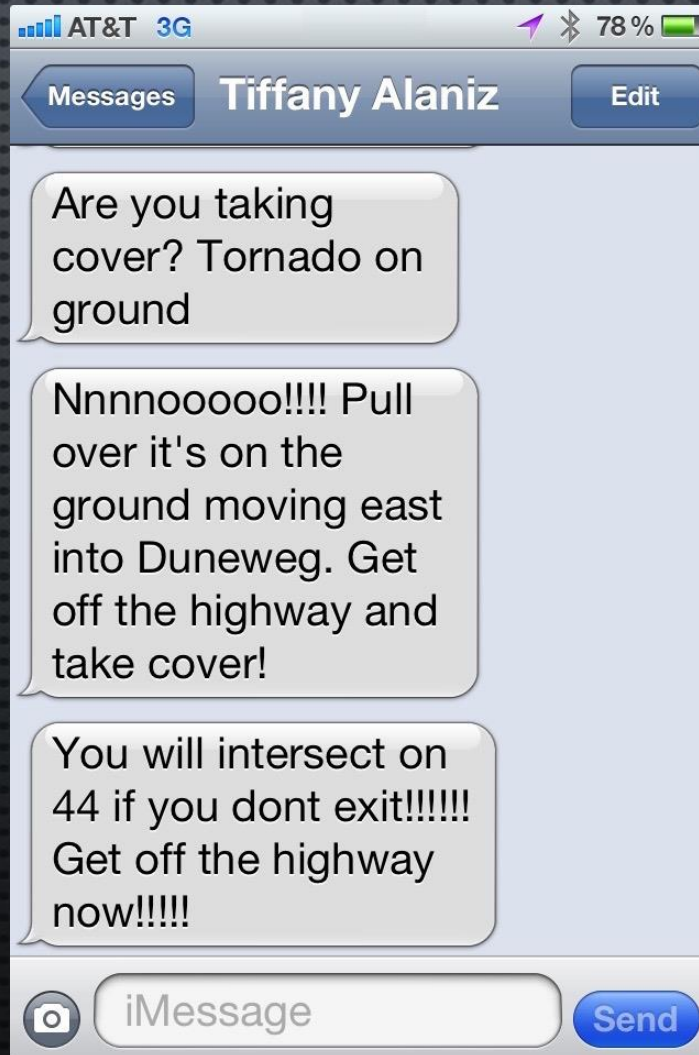 AT&T 3G 78%
Messages Tiffany Alaniz Edit
Are you taking
cover? Tornado on
ground
Nnnnooooo!!!! Pull
over it's on the
ground moving east
into Duneweg. Get
off the highway and
take cover!
You will intersect on
44 if you dont exit!!!!!!
Get off the highway
now!!!!!
iMessage Send